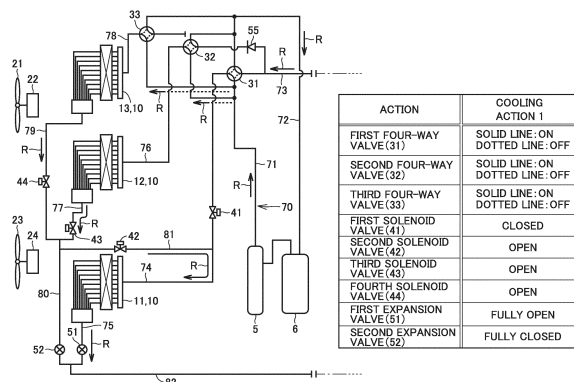 33
78
32
55
R
R
31
73
21
22
R
R
13,10
72
79
76
R
71
44
R
70
12,10
77
R
41
23
24
43
42
81
R
74
80
11,10
5
6
75
52
51
R
82
ACTION
COOLING
ACTION 1
FIRST FOUR-WAY
VALVE(31)
SOLID LINE:ON
DOTTED LINE:OFF
SECOND FOUR-WAY
VALVE(32)
SOLID LINE:ON
DOTTED LINE:OFF
THIRD FOUR-WAY
VALVE(33)
SOLID LINE:ON
DOTTED LINE:OFF
FIRST SOLENOID
VALVE(41)
CLOSED
SECOND SOLENOID
VALVE(42)
OPEN
THIRD SOLENOID
VALVE(43)
OPEN
FOURTH SOLENOID
VALVE(44)
OPEN
FIRST EXPANSION
VALVE(51)
FULLY OPEN
SECOND EXPANSION
VALVE(52)
FULLY CLOSED